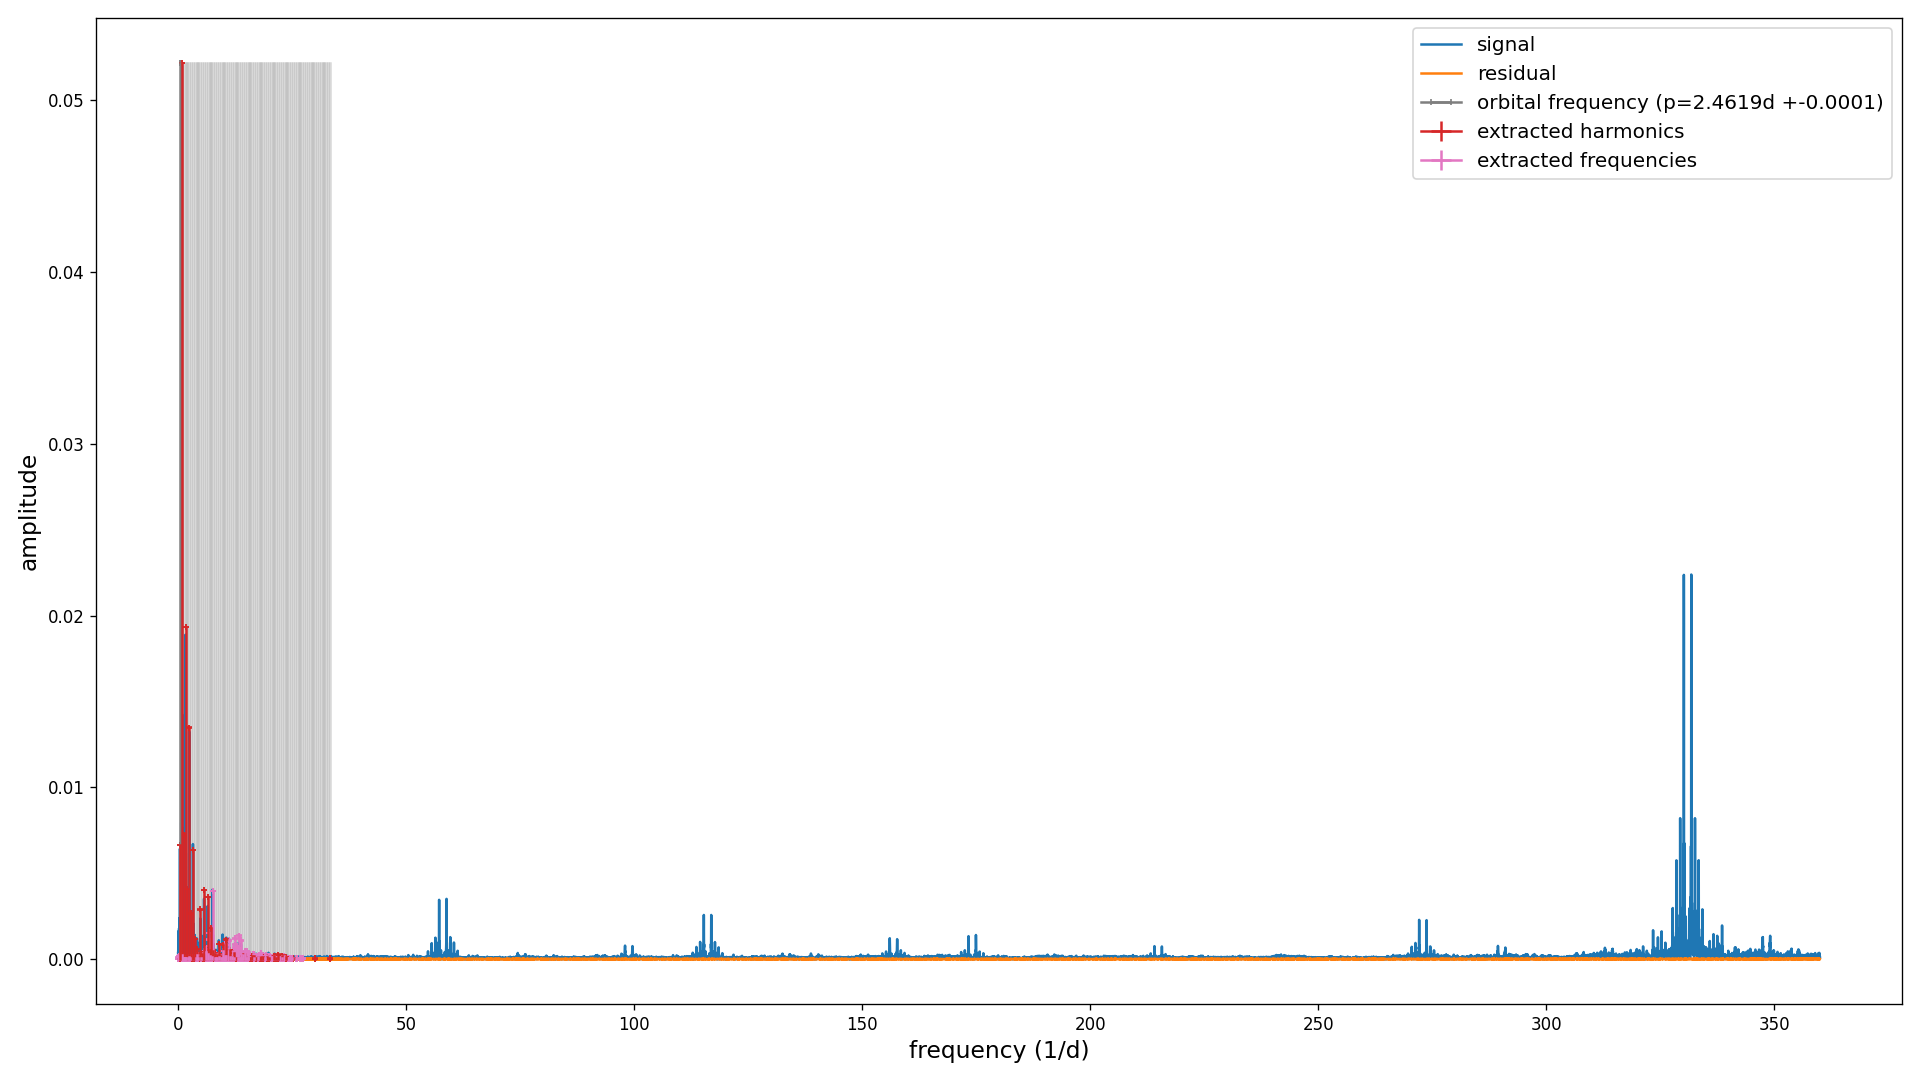 signal
residual
orbital frequency (p=2.4619d +-0.0001)
extracted harmonics
extracted frequencies
amplitude
0.05
0.04
0.03
0.02
0.01
0.00
0 50 100 150 200 250 300 350
frequency (1/d)